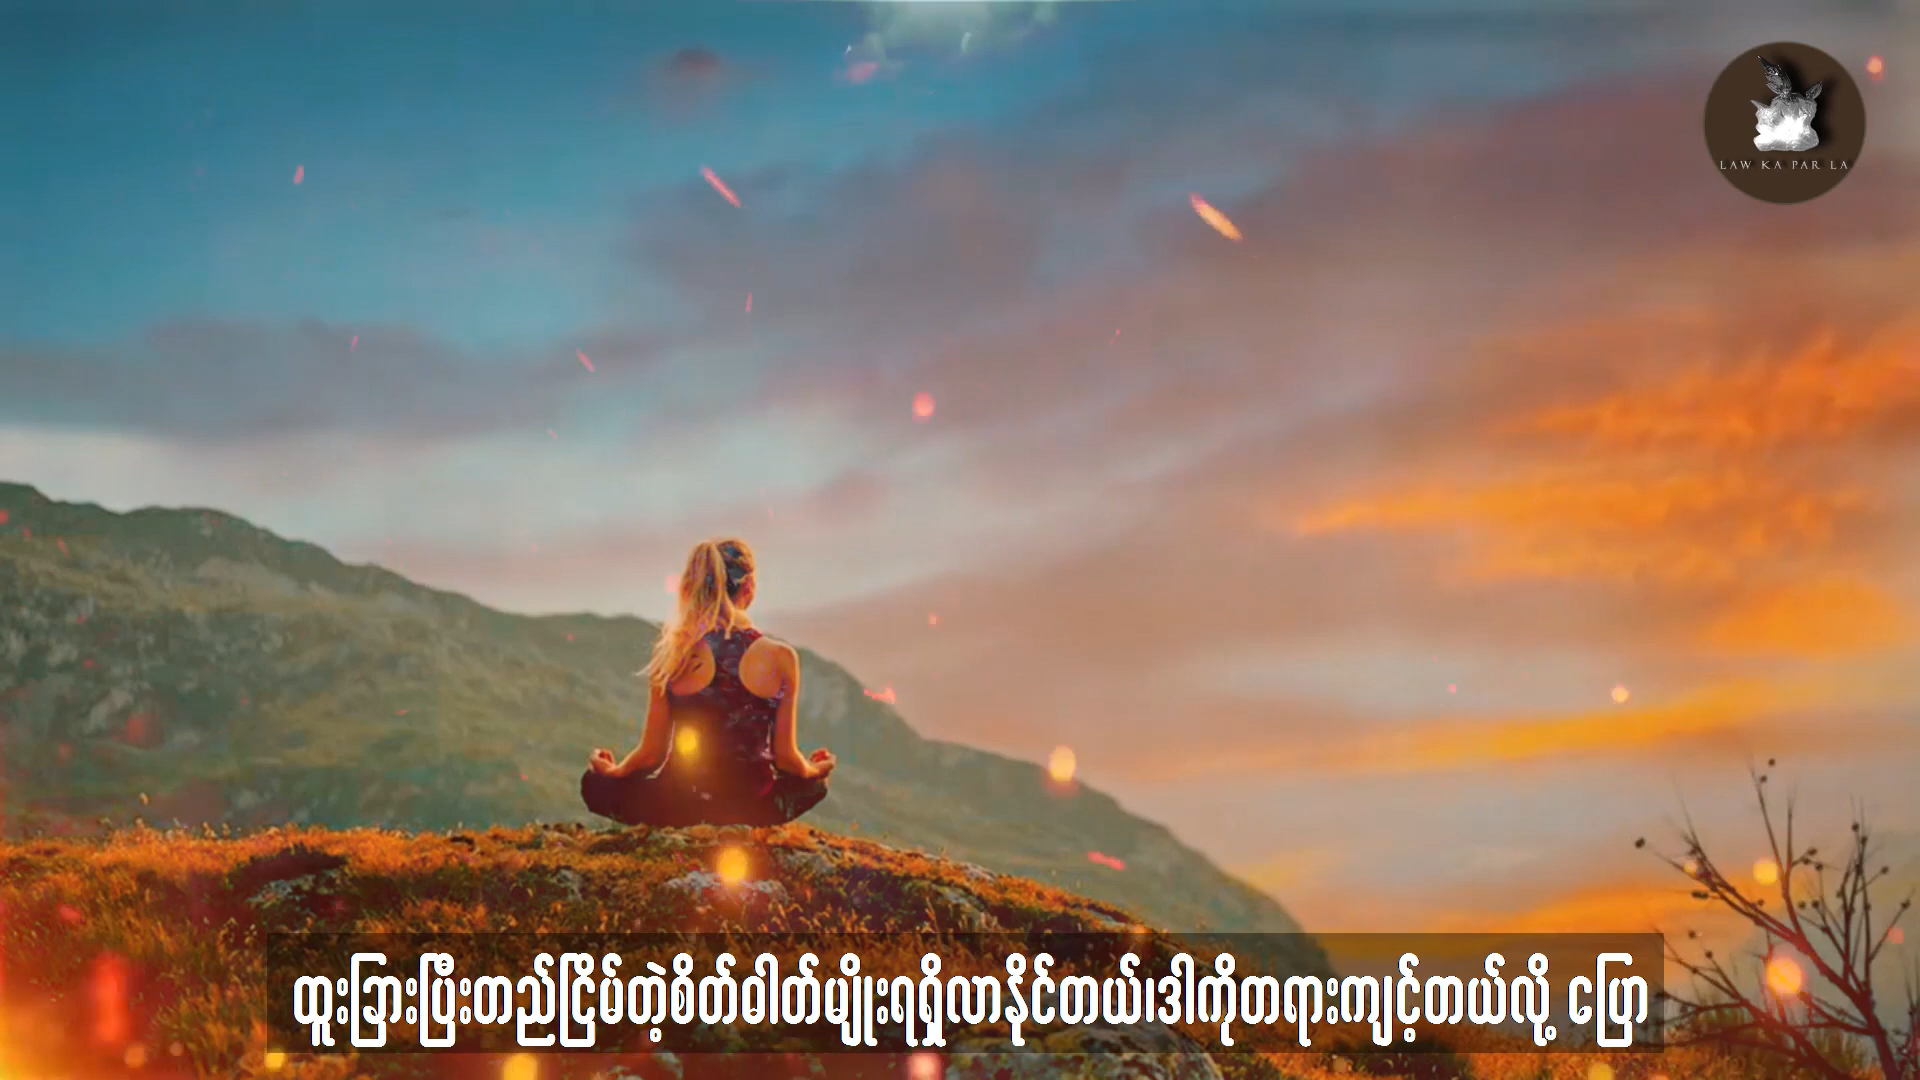 LAW KA PAR LA
ထူးခြားပြီးတည်ငြိမ်တဲ့စိတ်ဓါတ်မျိုးရရှိလာနိုင်တယ်၊ဒါကိုတရားကျင့်တယ်လို့ ပြော